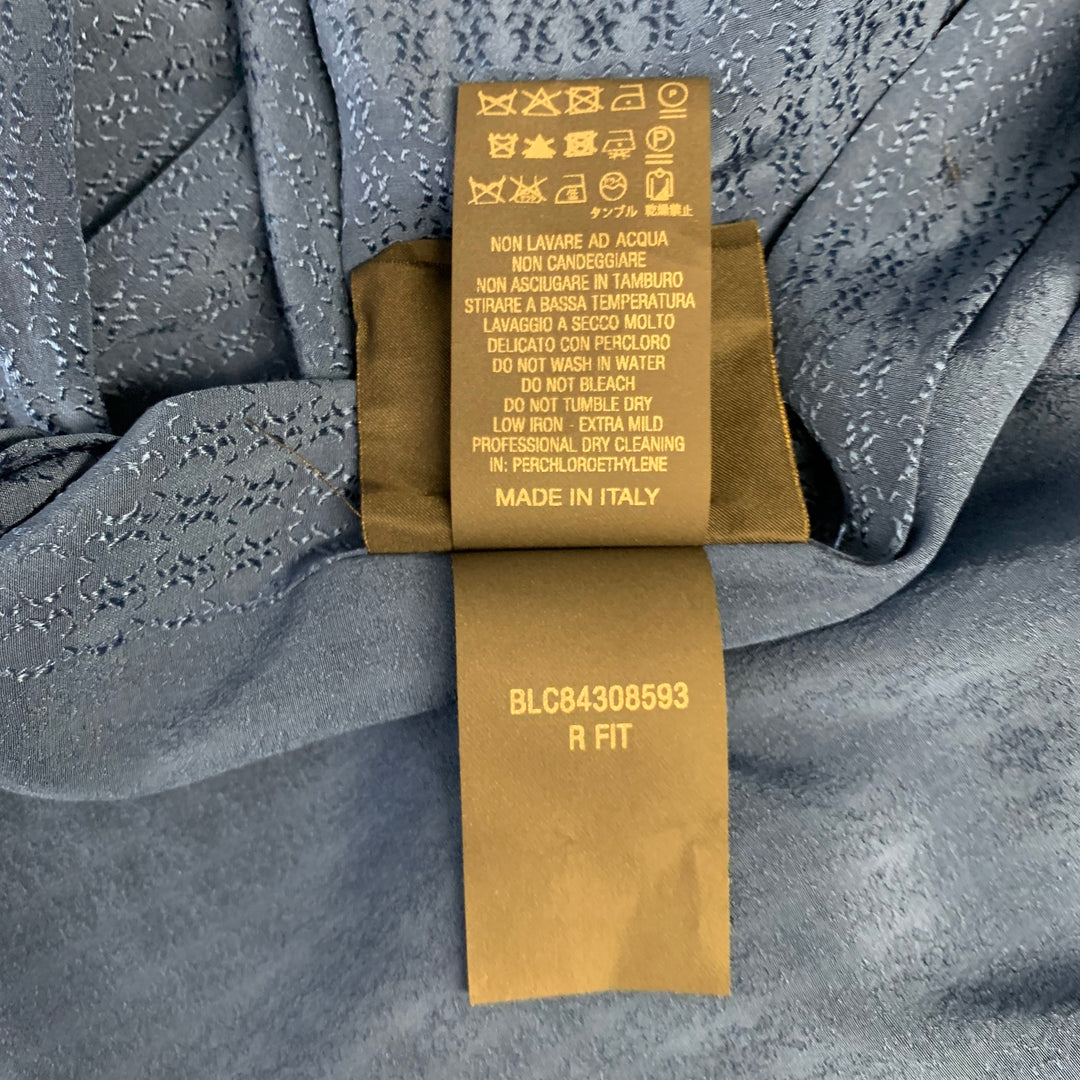 P
タンブル 乾燥禁止
NON LAVARE AD ACQUA
NON CANDEGGIARE
NON ASCIUGARE IN TAMBURO
STIRARE A BASSA TEMPERATURA
LAVAGGIO A SECCO MOLTO
DELICATO CON PERCLORO
DO NOT WASH IN WATER
DO NOT BLEACH
DO NOT TUMBLE DRY
LOW IRON - EXTRA MILD
PROFESSIONAL DRY CLEANING
IN: PERCHLOROETHYLENE
MADE IN ITALY
BLC84308593
R FIT